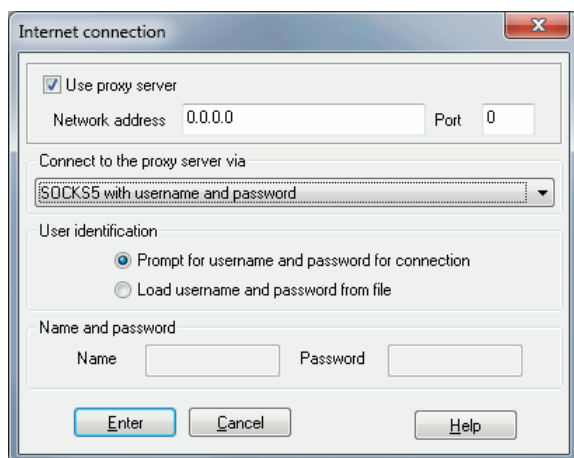 Internet connection
Use proxy server
Network address 0.0.0.0 Port 0
Connect to the proxy server via
SOCKS5 with username and password
User identification
Prompt for username and password for connection
Load username and password from file
Name and password
Name Password
Enter Cancel Help